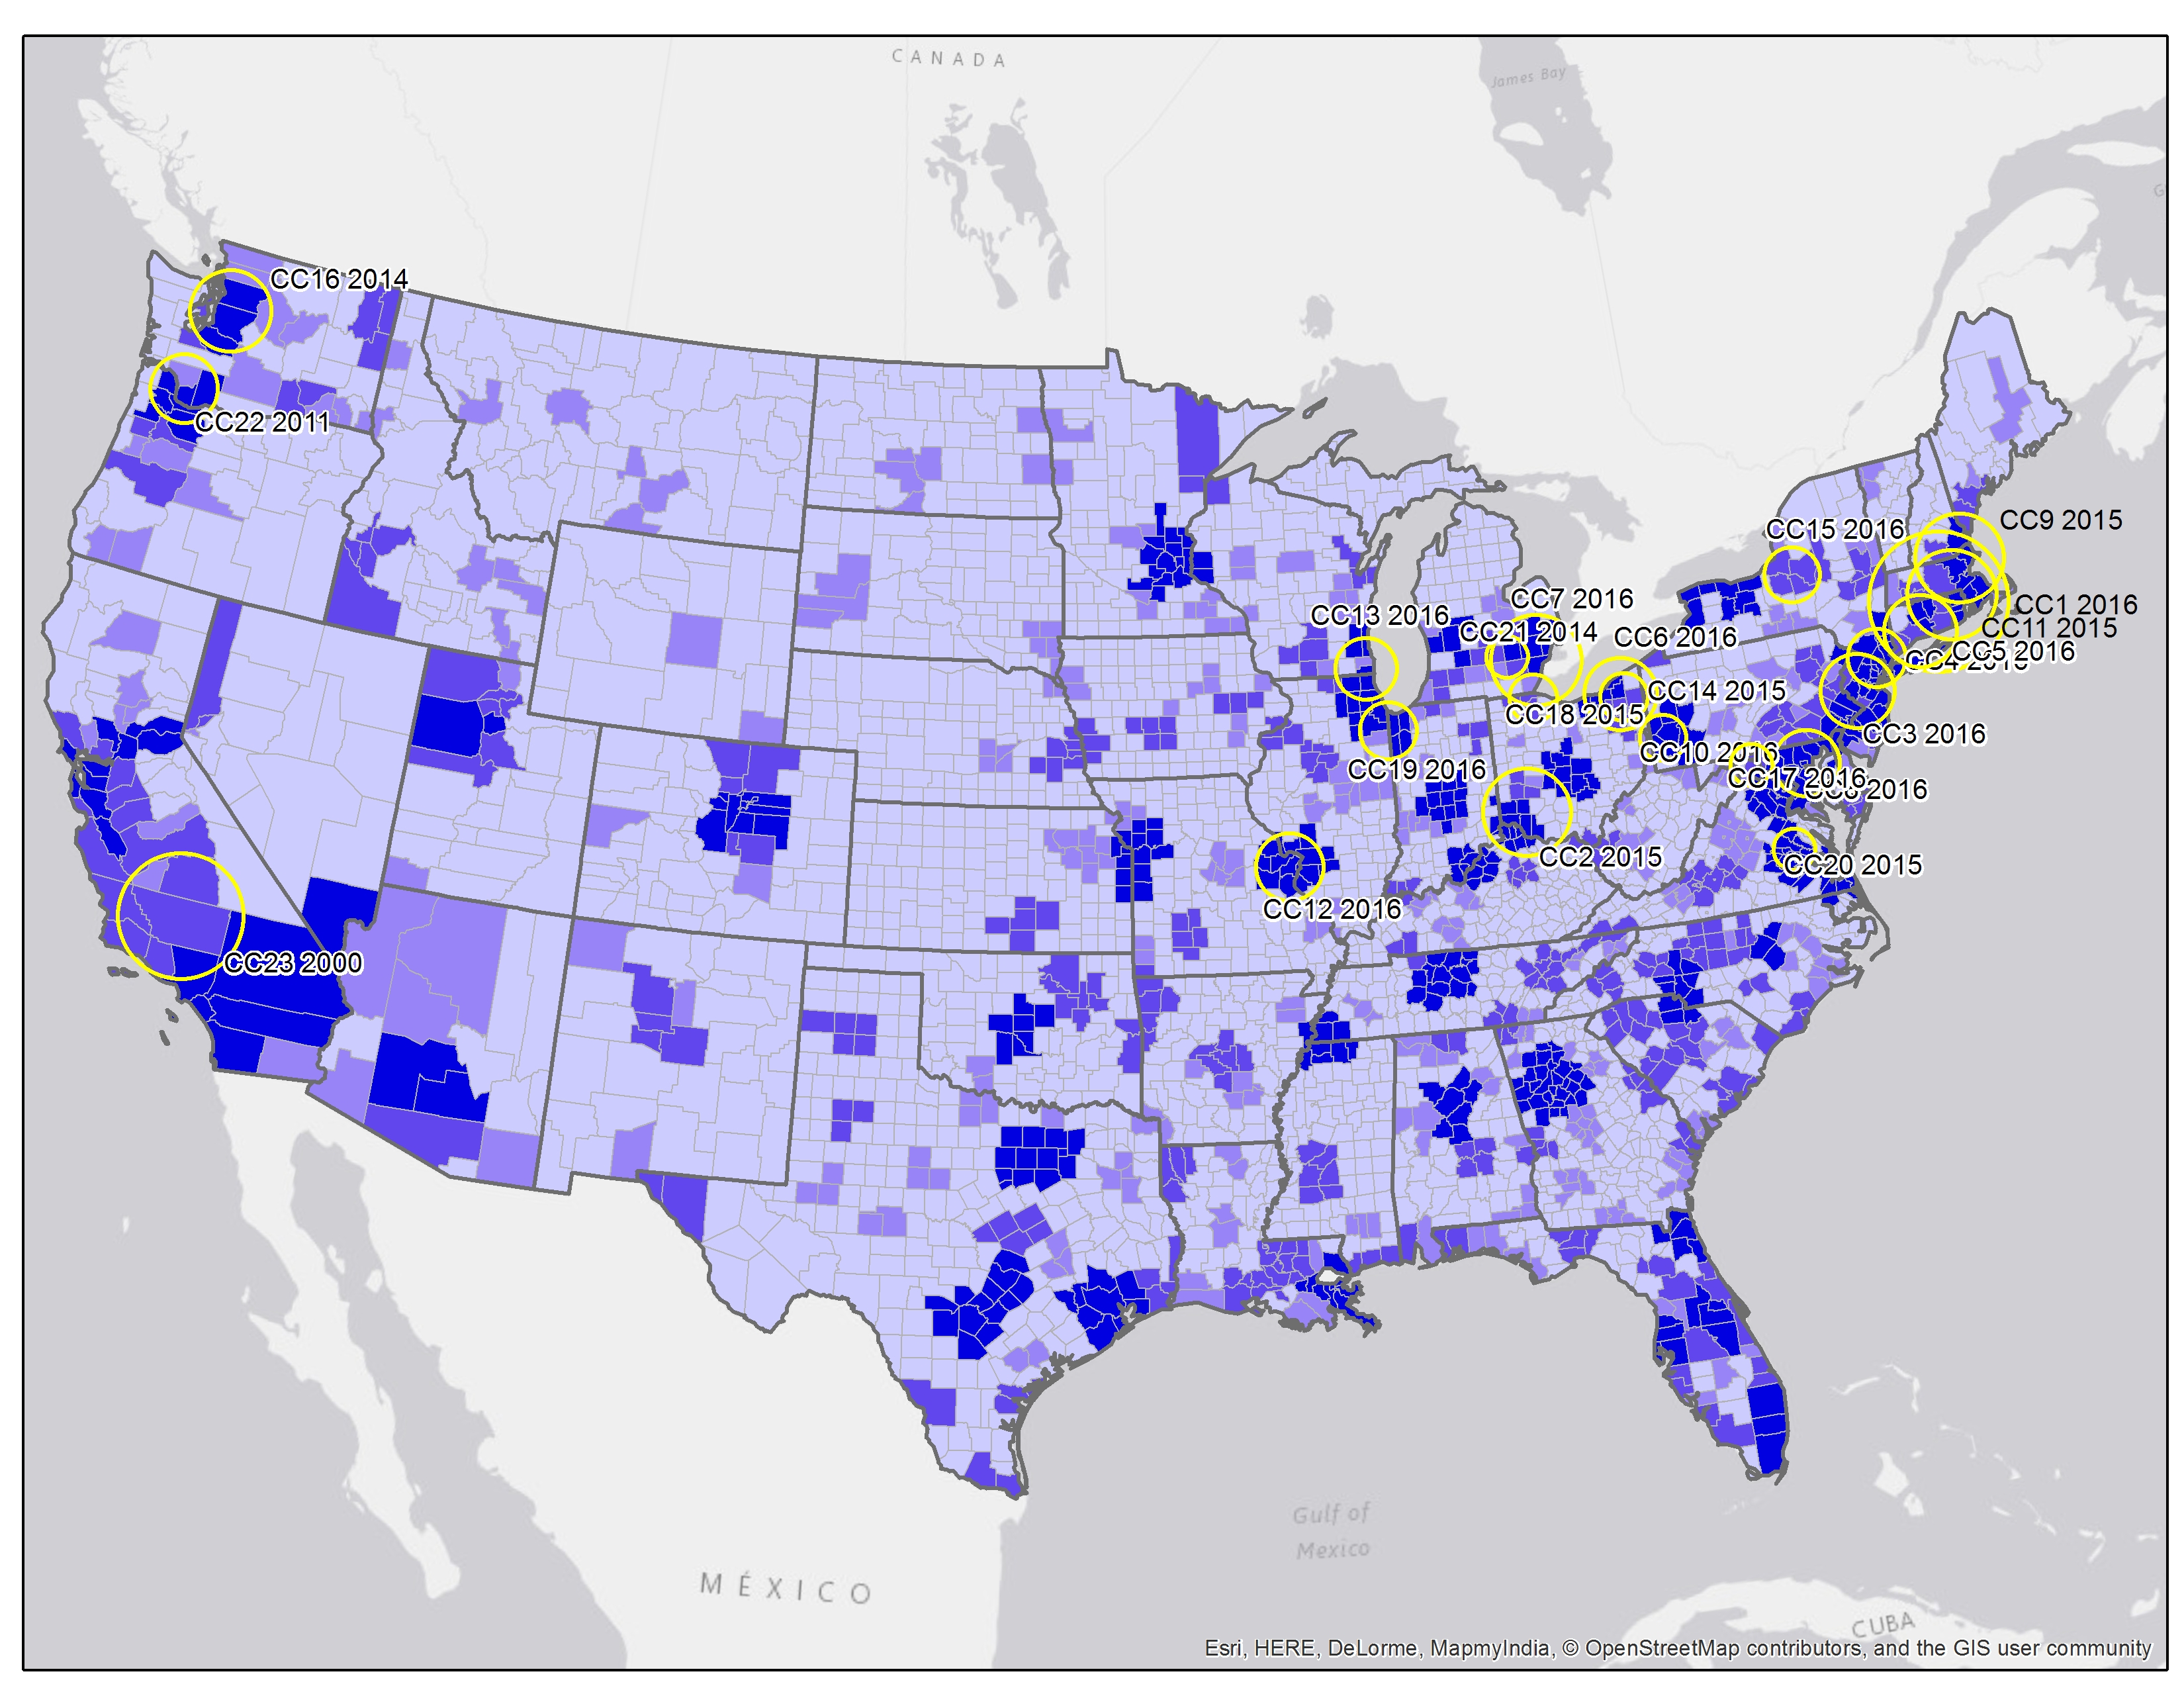 CANADA
James Bay
CC16 2014
CC22 2011
CC9 2015
CC15 2016
CC7 2016
CC1 2016
CC13 2016
CC11 2015
CC21 2014
CC6 2016
CC5 2016
CC14 2015
CC18 2015
CC3 2016
CC10 2016
CC19 2016
CC17 2016
2016
CC2 2015
CC20 2015
CC12 2016
CC23 2000
Gulf of
Mexico
MÉXICO
CUBA
Esri, HERE, DeLorme, MapmyIndia, © OpenStreetMap contributors, and the GIS user community